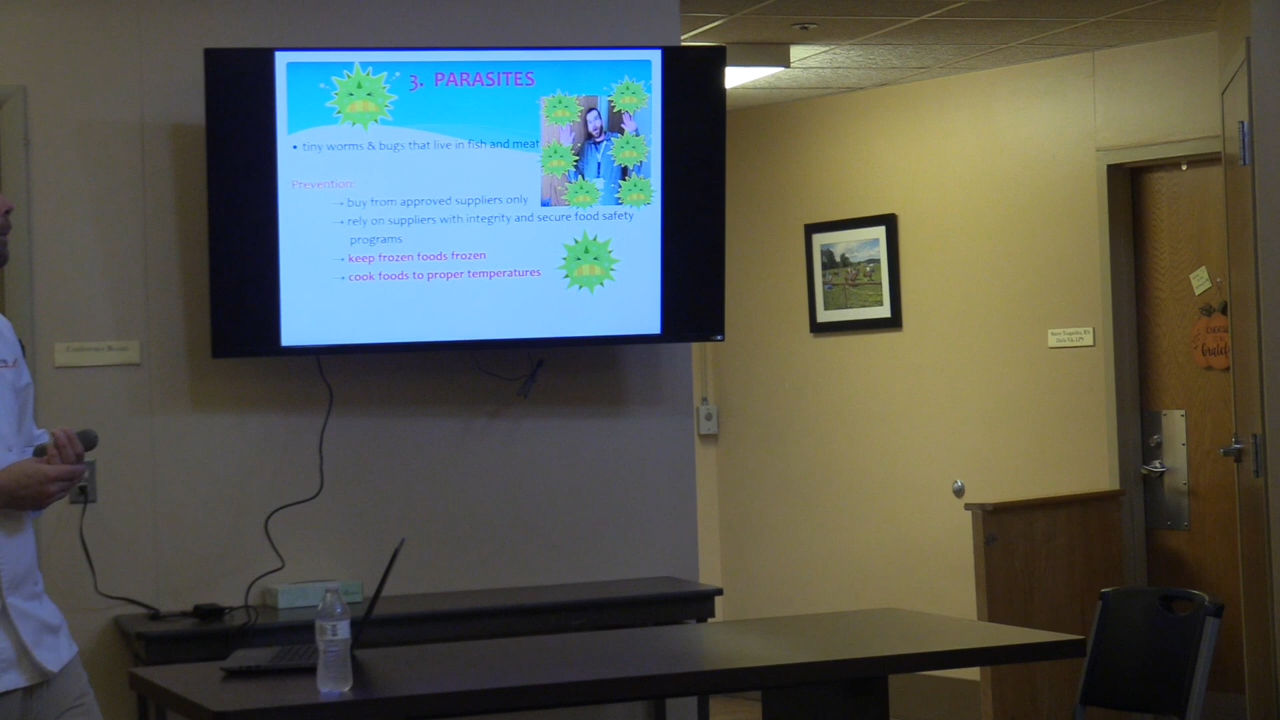 3. PARASITES
• tiny worms & bugs that live in fish and meat
Prevention:
→ buy from approved suppliers only
→ rely on suppliers with integrity and secure food safety
programs
→ keep frozen foods frozen
→ cook foods to proper temperatures
Conference Room